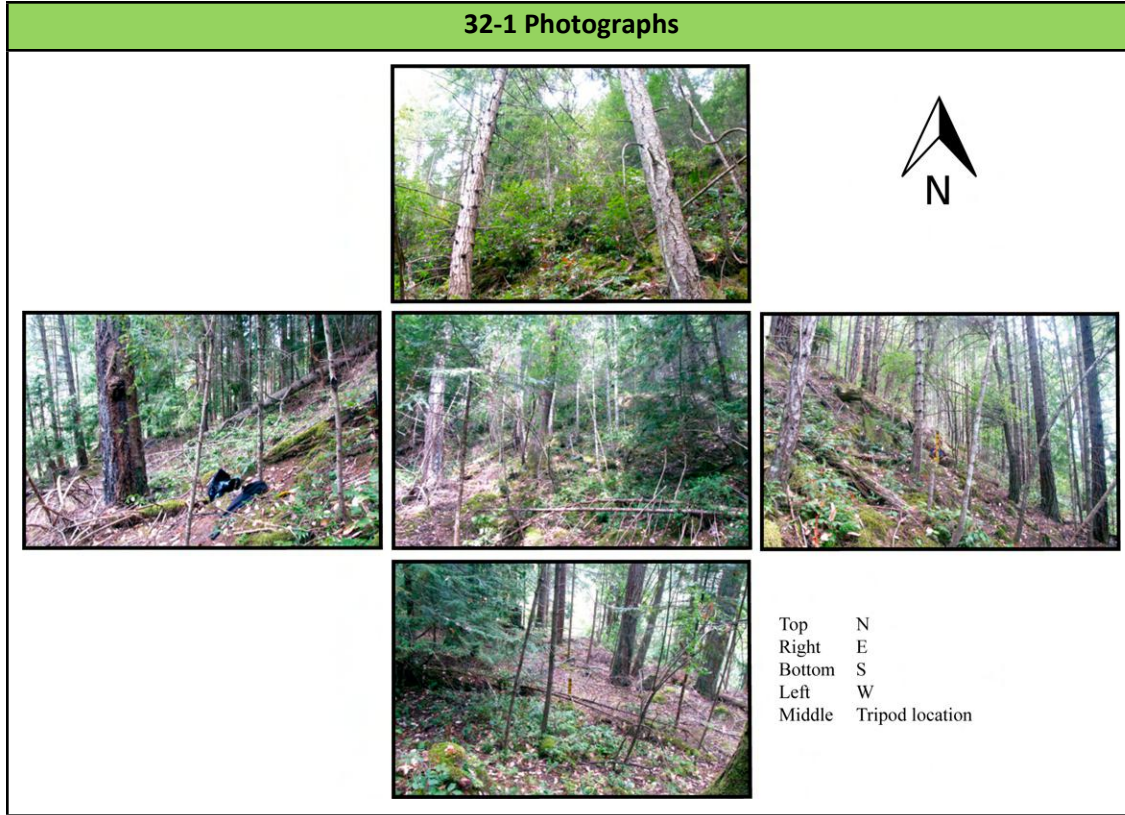 32-1 Photographs
N
Top N
Right E
Bottom S
Left W
Middle Tripod location